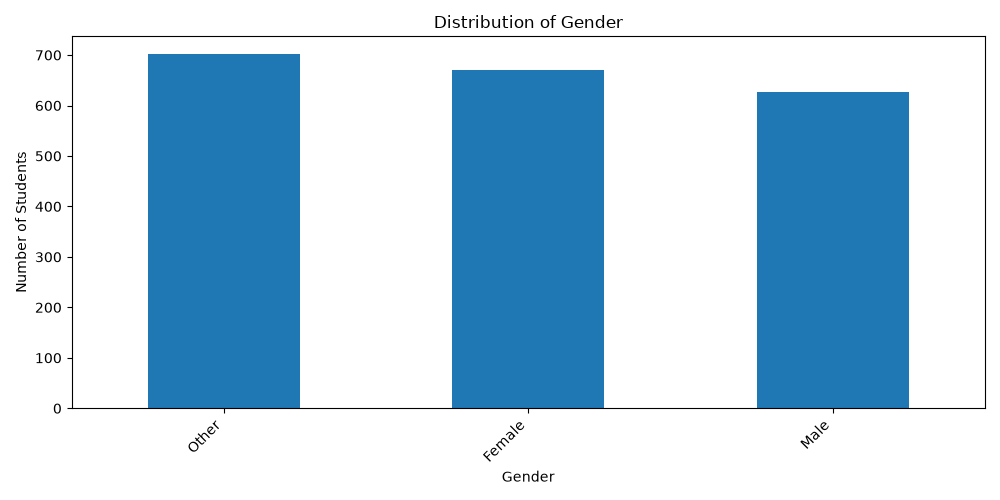 Distribution of Gender
Number of Students
700
600
500
400
300
200
100
0
Other
Female
Male
Gender